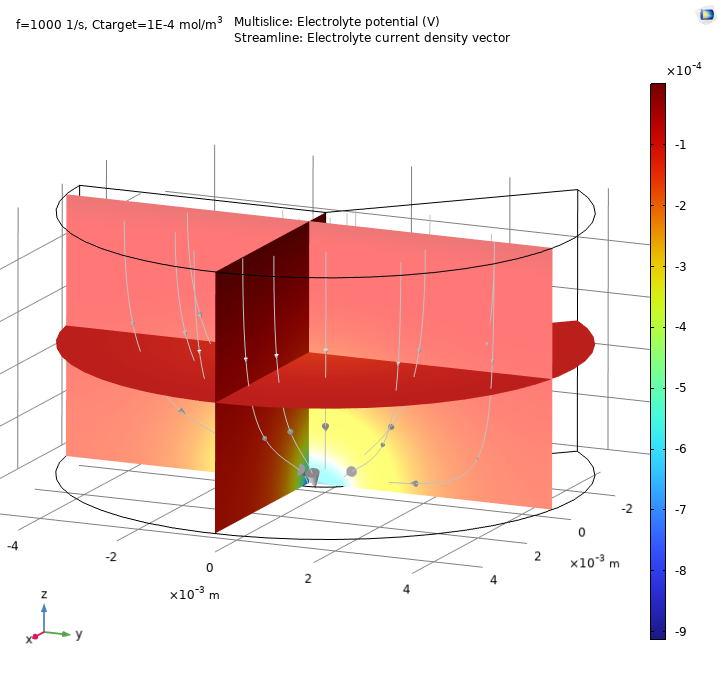 f=1000 1/s, Ctarget=1E-4 mol/m³
Multislice: Electrolyte potential (V)
Streamline: Electrolyte current density vector
×10⁻⁴
-1
-2
-3
-4
-5
-6
-7
-8
-9
-2
0
2
×10⁻³ m
4
-4
-2
0
2
4
×10⁻³ m
z
x
y